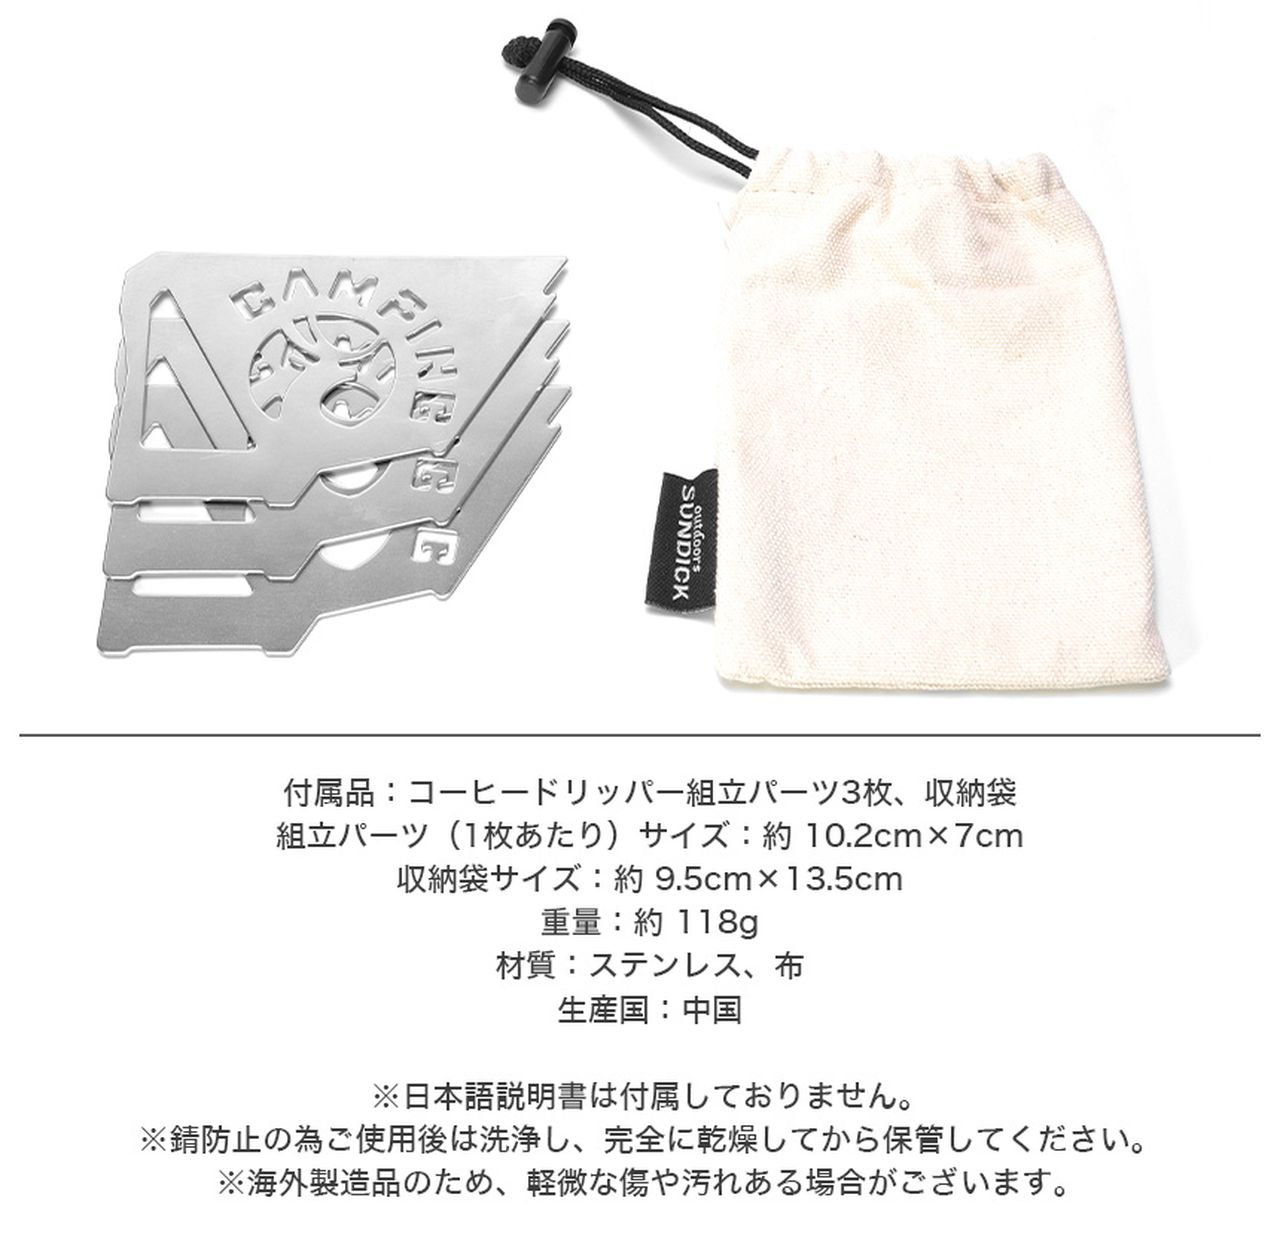 CAMPING
G
G
outdoor's
SUNDICK
付属品：コーヒードリッパー組立パーツ3枚、収納袋
組立パーツ（1枚あたり）サイズ：約 10.2cm×7cm
収納袋サイズ：約 9.5cm×13.5cm
重量：約 118g
材質：ステンレス、布
生産国：中国
※日本語説明書は付属しておりません。
※錆防止の為ご使用後は洗浄し、完全に乾燥してから保管してください。
※海外製造品のため、軽微な傷や汚れある場合がございます。